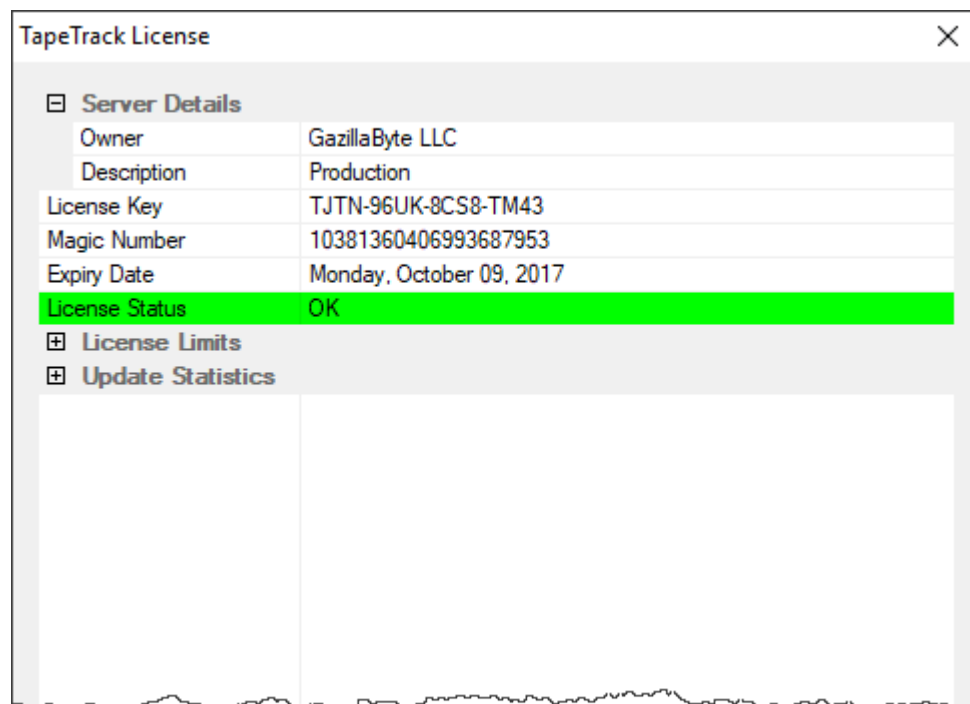 TapeTrack License
Server Details
Owner GazillaByte LLC
Description Production
License Key TJTN-96UK-8CS8-TM43
Magic Number 10381360406993687953
Expiry Date Monday, October 09, 2017
License Status OK
License Limits
Update Statistics